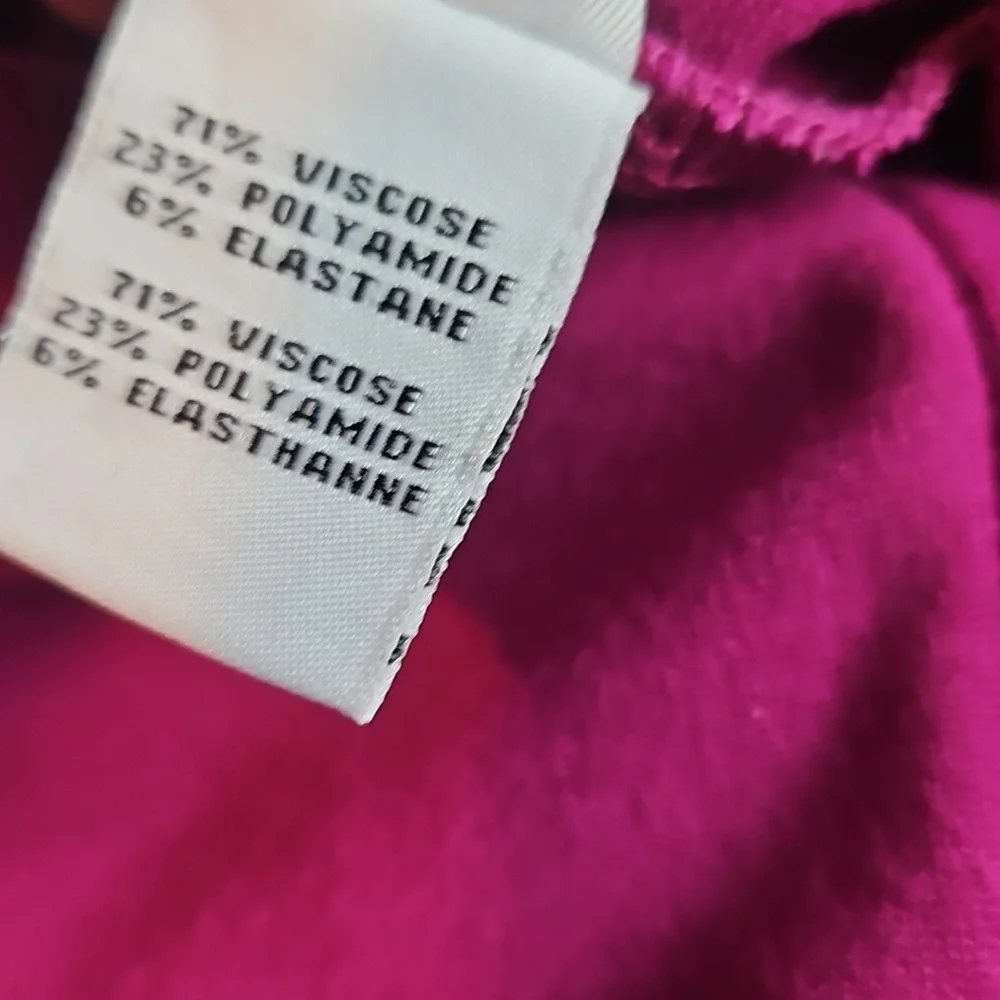 71% VISCOSE
23% POLYAMIDE
6% ELASTANE
71% VISCOSE
23% POLYAMIDE
6% ELASTHANNE